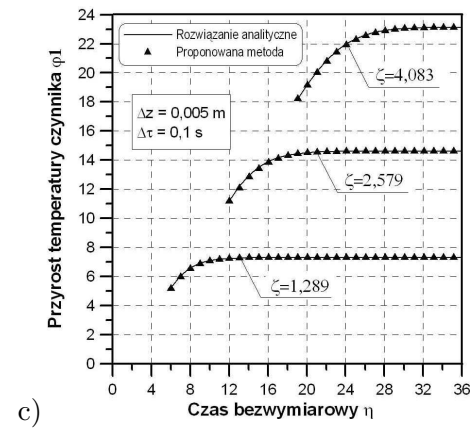 Rozwiązanie analityczne
Proponowana metoda
Δz = 0,005 m
Δτ = 0,1 s
ζ=4,083
ζ=2,579
ζ=1,289
Przyrost temperatury czynnika φ1
24
22
20
18
16
14
12
10
8
6
4
2
0
0 4 8 12 16 20 24 28 32 36
Czas bezwymiarowy η
c)